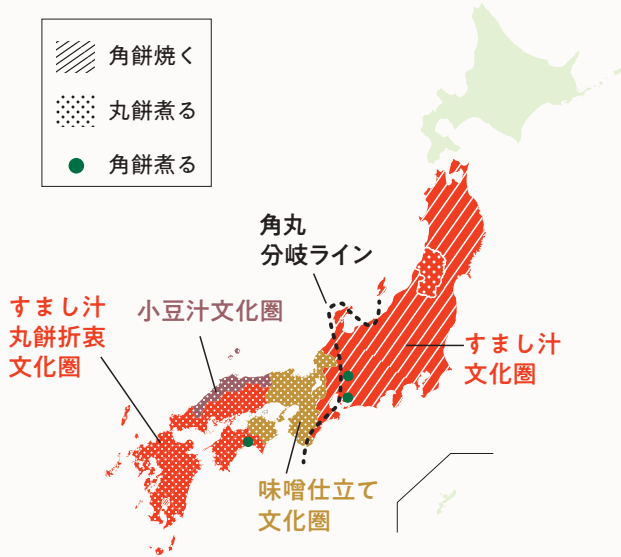 角餅焼く
丸餅煮る
角餅煮る
角丸
分岐ライン
すまし汁
丸餅折衷
文化圏
小豆汁文化圏
すまし汁
文化圏
味噌仕立て
文化圏